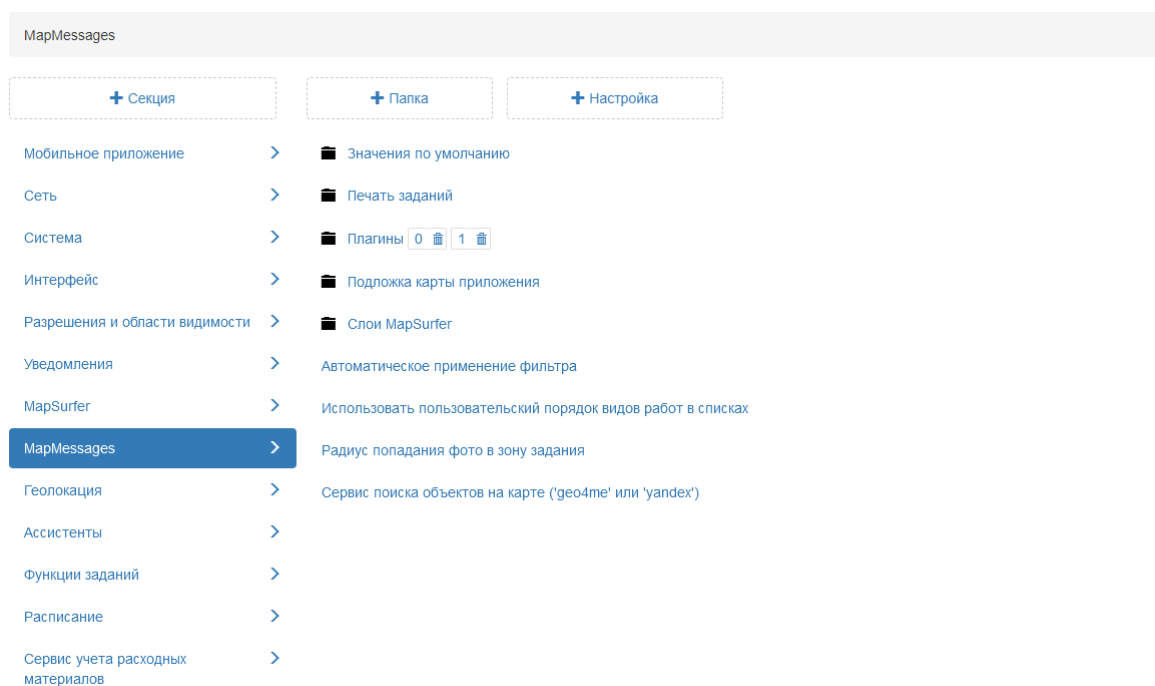 MapMessages
Секция
Папка
Настройка
Мобильное приложение
Сеть
Система
Интерфейс
Разрешения и области видимости
Уведомления
MapSurfer
MapMessages
Геолокация
Ассистенты
Функции заданий
Расписание
Сервис учета расходных
материалов
Значения по умолчанию
Печать заданий
Плагины 0 1
Подложка карты приложения
Слои MapSurfer
Автоматическое применение фильтра
Использовать пользовательский порядок видов работ в списках
Радиус попадания фото в зону задания
Сервис поиска объектов на карте ('geo4me' или 'yandex')